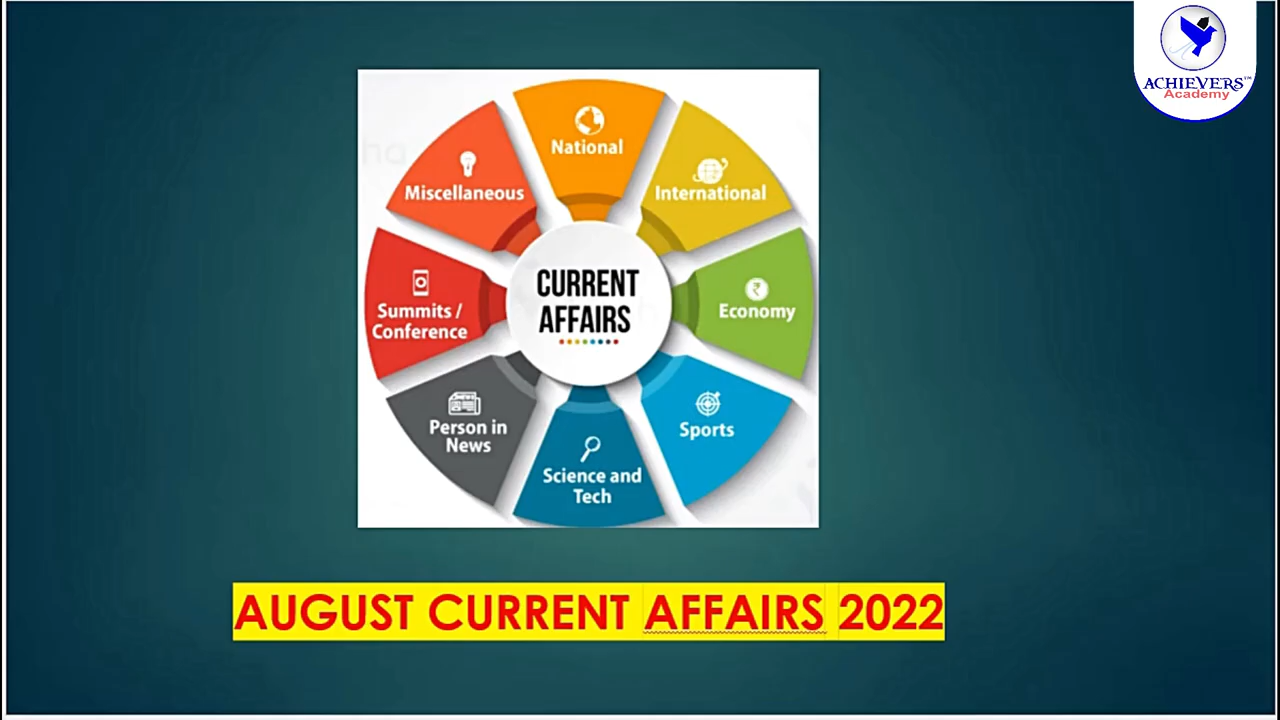 ACHIEVERS™
Academy
National
International
Miscellaneous
Economy
Summits /
Conference
CURRENT
AFFAIRS
Sports
Person in
News
Science and
Tech
AUGUST CURRENT AFFAIRS 2022